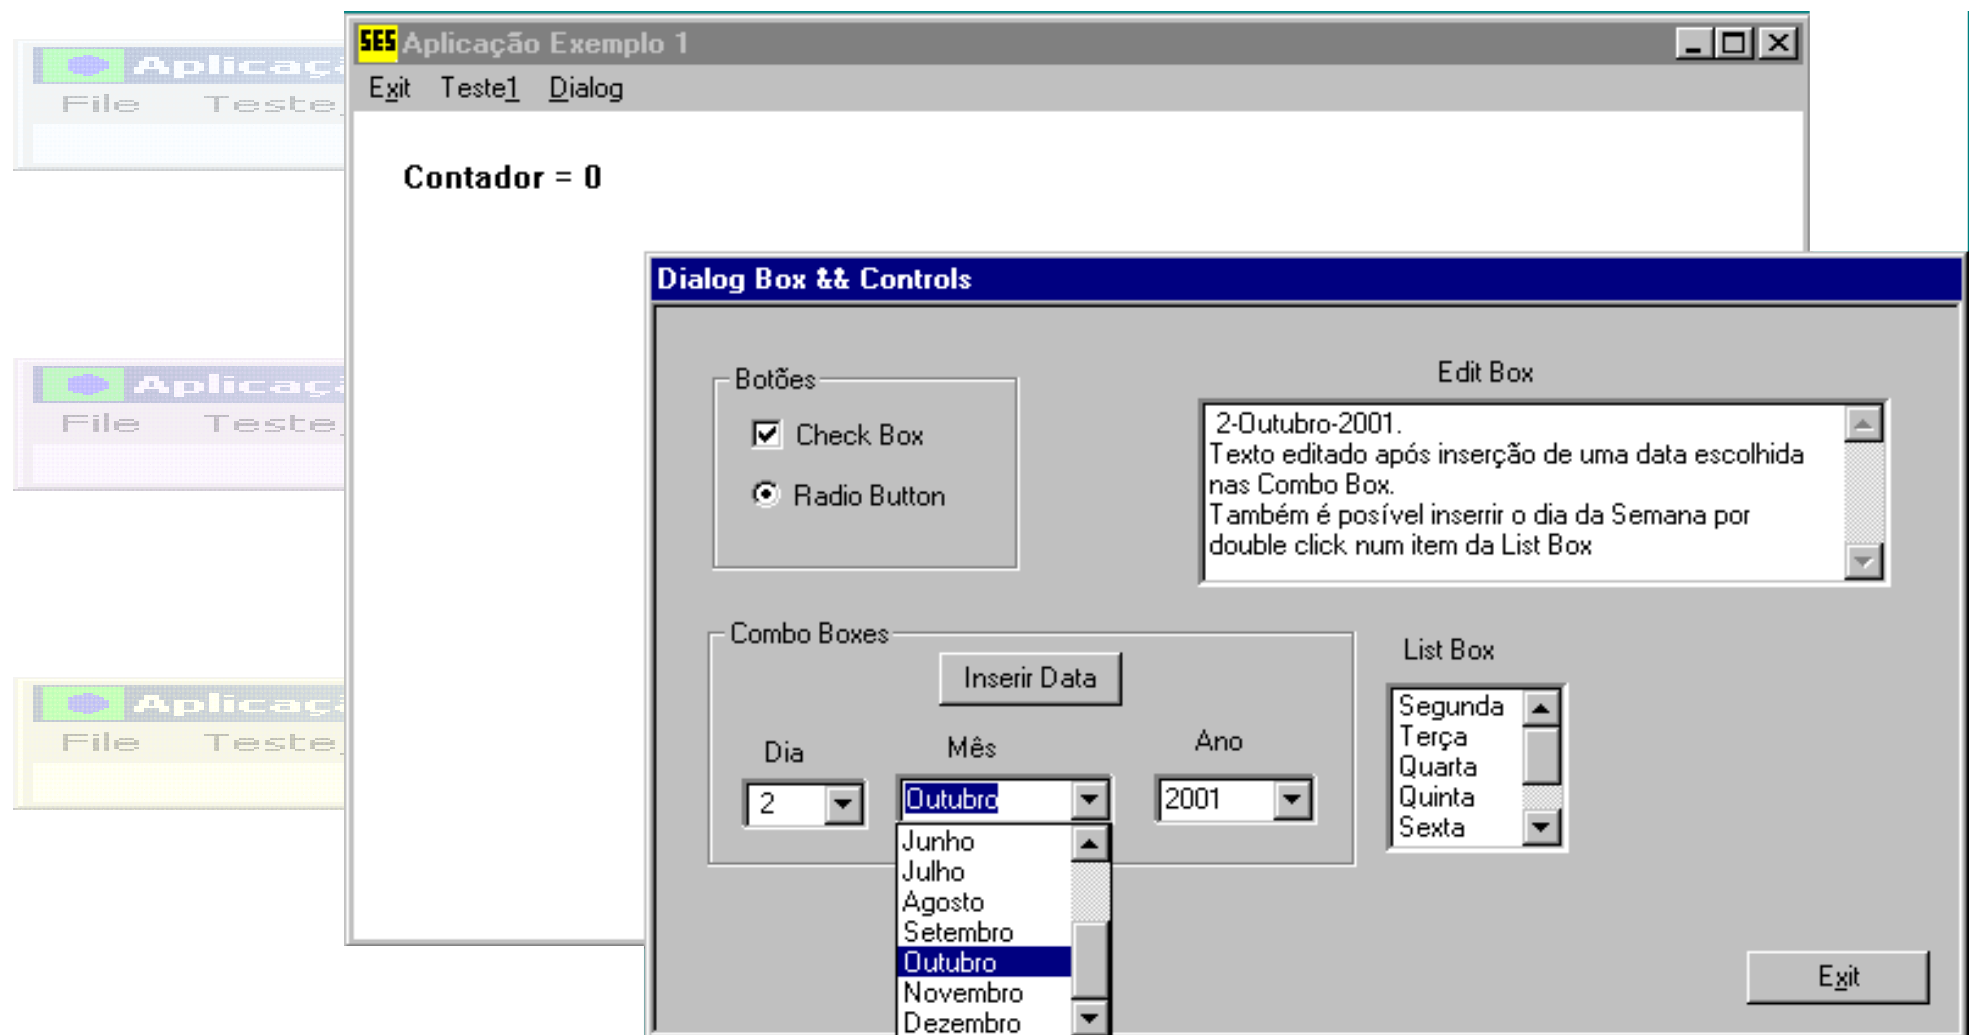 SES Aplicação Exemplo 1
Exit Teste1 Dialog
Contador = 0
Aplicaç
File Teste
Aplicaç
File Teste
Aplicaç
File Teste
Dialog Box && Controls
Botões
Check Box
Radio Button
Edit Box
2-Outubro-2001.
Texto editado após inserção de uma data escolhida
nas Combo Box.
Também é posível inserrir o dia da Semana por
double click num item da List Box
Combo Boxes
Inserir Data
Dia Mês Ano
2 Outubro 2001
Junho
Julho
Agosto
Setembro
Outubro
Novembro
Dezembro
List Box
Segunda
Terça
Quarta
Quinta
Sexta
Exit